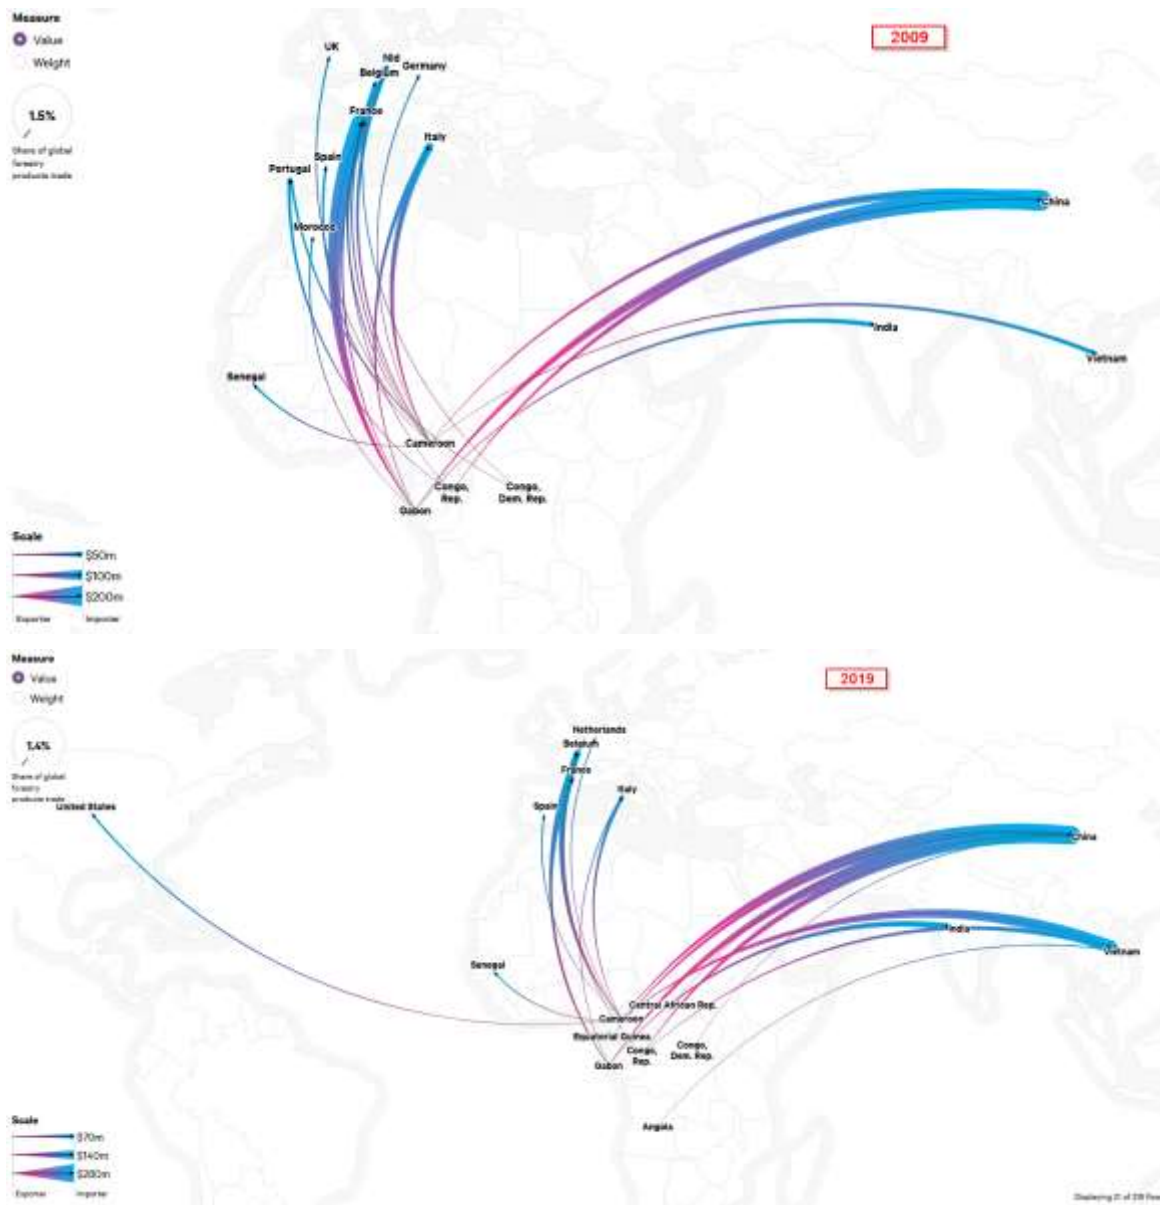 Measure
Value
Weight
1.5%
Share of global
forestry
products trade
2009
UK
Nld
Belgium
Germany
France
Italy
Spain
Portugal
Morocco
China
India
Vietnam
Senegal
Cameroon
Congo,
Rep.
Congo,
Dem. Rep.
Gabon
Scale
$50m
$100m
$200m
Exporter
Importer
Measure
Value
Weight
1.4%
Share of global
forestry
products trade
2019
United States
Netherlands
Belgium
France
Italy
Spain
China
India
Vietnam
Senegal
Central African Rep.
Cameroon
Equatorial Guinea
Congo,
Rep.
Congo,
Dem. Rep.
Gabon
Angola
Scale
$70m
$140m
$280m
Exporter
Importer
Displaying 21 of